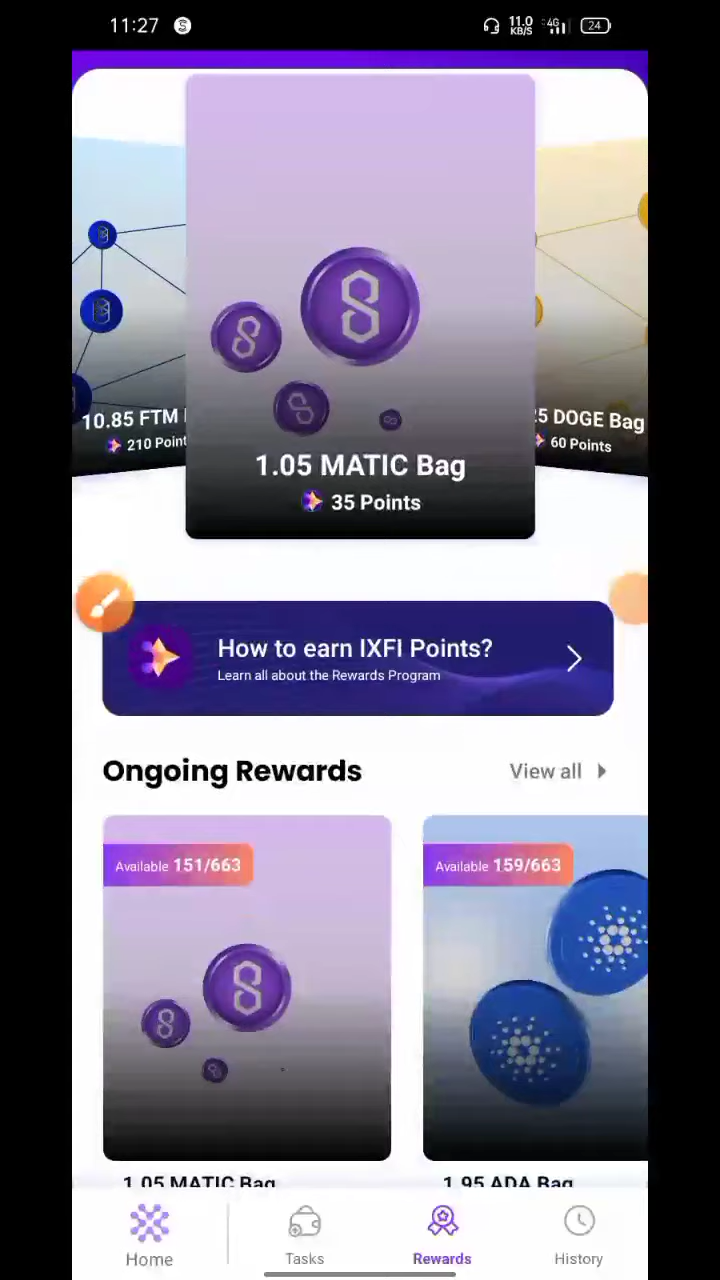 11:27
11.0
KB/S
4G
24
10.85 FTM
210 Point
1.05 MATIC Bag
35 Points
25 DOGE Bag
60 Points
How to earn IXFI Points?
Learn all about the Rewards Program
Ongoing Rewards
View all
Available 151/663
Available 159/663
1.05 MATIC Bag
1.95 ADA Bag
Home
Tasks
Rewards
History